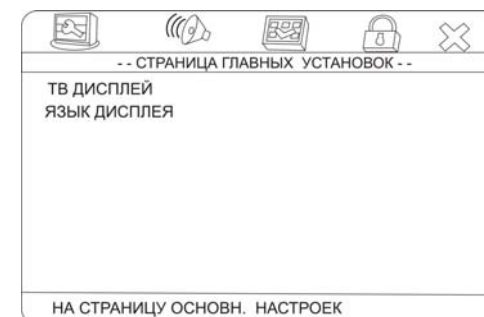 - - СТРАНИЦА ГЛАВНЫХ УСТАНОВОК - -
ТВ ДИСПЛЕЙ
ЯЗЫК ДИСПЛЕЯ
НА СТРАНИЦУ ОСНОВН. НАСТРОЕК